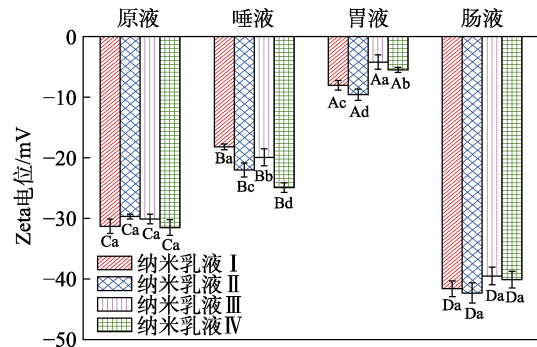 原液 唾液 胃液 肠液
0
−10
−20
−30
−40
−50
Zeta电位/mV
Ca Ca Ca Ca
Ba Bc Bb Bd
Ac Ad Aa Ab
Da Da Da Da
纳米乳液Ⅰ
纳米乳液Ⅱ
纳米乳液Ⅲ
纳米乳液Ⅳ